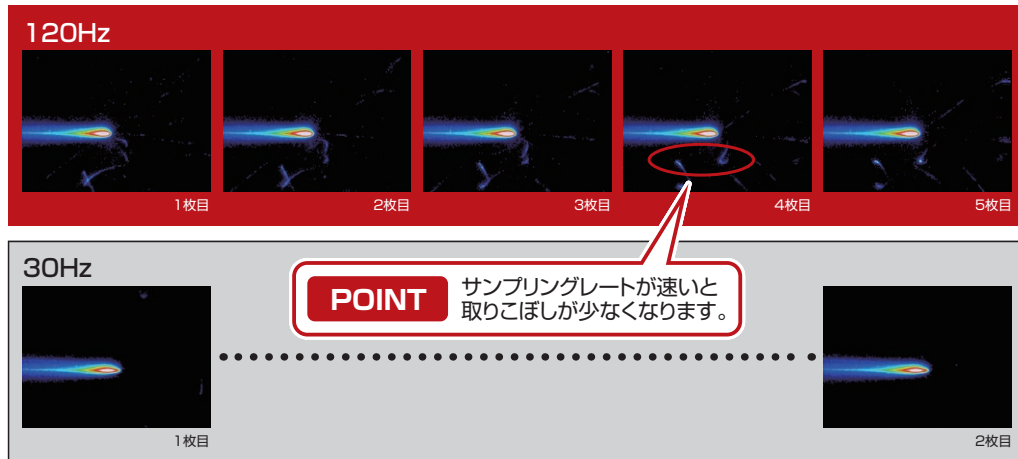 120Hz
1枚目
2枚目
3枚目
4枚目
5枚目
30Hz
POINT
サンプリングレートが速いと
取りこぼしが少なくなります。
1枚目
2枚目